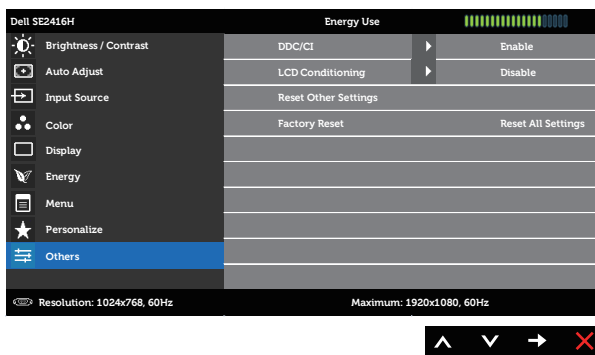 Dell SE2416H Energy Use
Brightness / Contrast DDC/CI Enable
Auto Adjust LCD Conditioning Disable
Input Source Reset Other Settings
Color Factory Reset Reset All Settings
Display
Energy
Menu
Personalize
Others
Resolution: 1024x768, 60Hz Maximum: 1920x1080, 60Hz